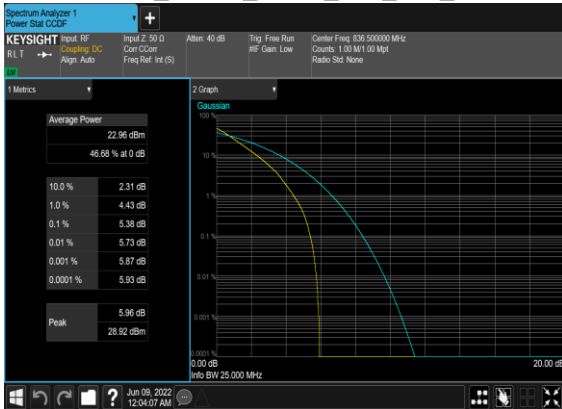 Spectrum Analyzer 1
Power Stat CCDF
KEYSIGHT
R L T
LV
Input: RF
Coupling: DC
Align: Auto
Input Z: 50 Ω
Corr CCorr
Freq Ref: Int (S)
Atten: 40 dB
Trig: Free Run
#IF Gain: Low
Center Freq: 836.500000 MHz
Counts: 1.00 M/1.00 Mpt
Radio Std: None
1 Metrics
Average Power
22.96 dBm
46.68 % at 0 dB
10.0 % 2.31 dB
1.0 % 4.43 dB
0.1 % 5.38 dB
0.01 % 5.73 dB
0.001 % 5.87 dB
0.0001 % 5.93 dB
Peak
5.96 dB
28.92 dBm
2 Graph
Gaussian
100 %
10 %
1 %
0.1 %
0.01 %
0.001 %
0.0001 %
0.00 dB 20.00 dB
Info BW 25.000 MHz
?
Jun 09, 2022
12:04:07 AM